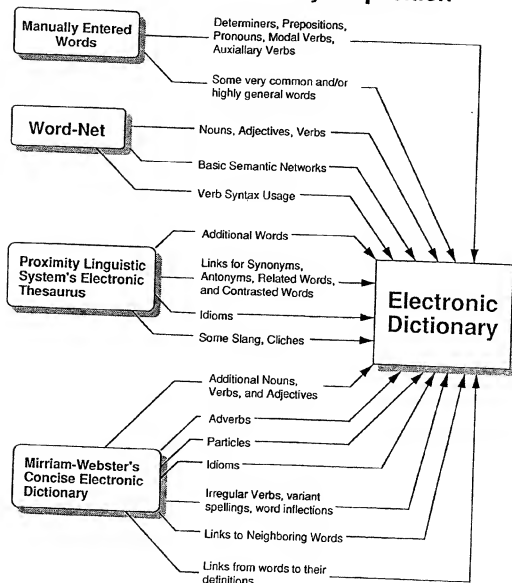 Manually Entered
Words
Determiners, Prepositions,
Pronouns, Modal Verbs,
Auxiallary Verbs
Some very common and/or
highly general words
Word-Net
Nouns, Adjectives, Verbs
Basic Semantic Networks
Verb Syntax Usage
Proximity Linguistic
System's Electronic
Thesaurus
Additional Words
Links for Synonyms,
Antonyms, Related Words,
and Contrasted Words
Idioms
Some Slang, Cliches
Electronic
Dictionary
Mirriam-Webster's
Concise Electronic
Dictionary
Additional Nouns,
Verbs, and Adjectives
Adverbs
Particles
Idioms
Irregular Verbs, variant
spellings, word inflections
Links to Neighboring Words
Links from words to their
definitions